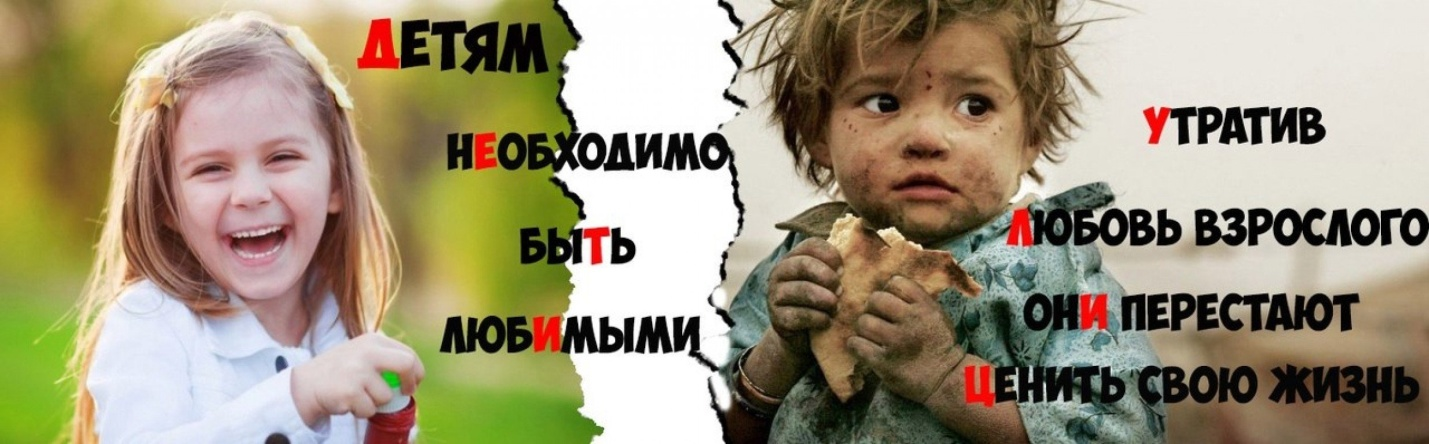 ДЕТЯМ
НЕОБХОДИМО
БЫТЬ
ЛЮБИМЫМИ
УТРАТИВ
ЛЮБОВЬ ВЗРОСЛОГО
ОНИ ПЕРЕСТАЮТ
ЦЕНИТЬ СВОЮ ЖИЗНЬ